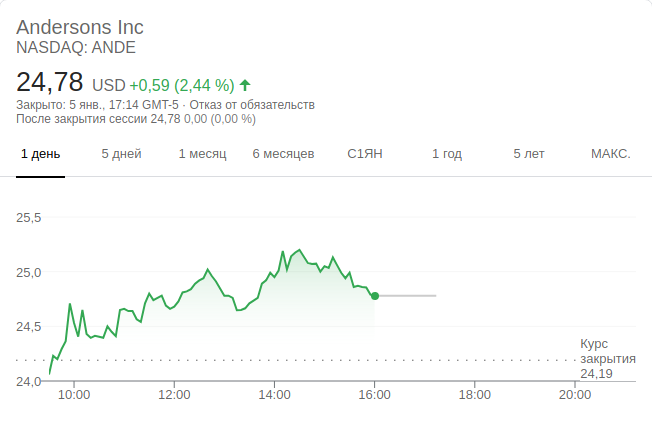 Andersons Inc
NASDAQ: ANDE
24,78 USD +0,59 (2,44 %)
Закрыто: 5 янв., 17:14 GMT-5 · Отказ от обязательств
После закрытия сессии 24,78 0,00 (0,00 %)
1 день 5 дней 1 месяц 6 месяцев С1ЯН 1 год 5 лет МАКС.
25,5
25,0
24,5
24,0
Курс
закрытия
24,19
10:00 12:00 14:00 16:00 18:00 20:00